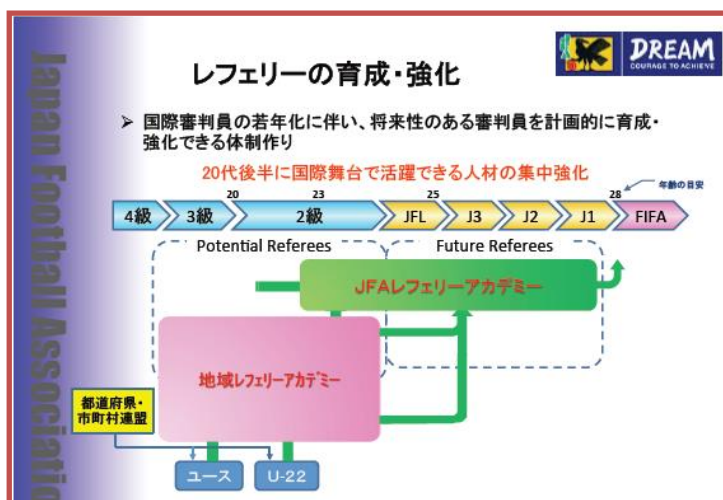 Japan Football Associatio
DREAM
COURAGE TO ACHIEVE
レフェリーの育成・強化
➢ 国際審判員の若年化に伴い、将来性のある審判員を計画的に育成・
強化できる体制作り
20代後半に国際舞台で活躍できる人材の集中強化
20 23 25 28 年齢の目安
4級 3級 2級 JFL J3 J2 J1 FIFA
Potential Referees Future Referees
JFAレフェリーアカデミー
地域レフェリーアカデミー
都道府県・
市町村連盟
ユース U-22